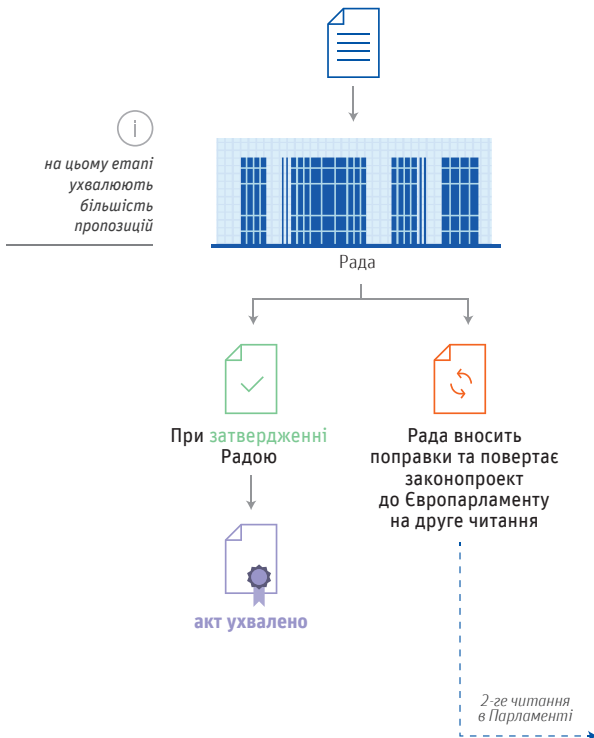 i
на цьому етапі
ухвалюють
більшість
пропозицій
Рада
При затвердженні
Радою
акт ухвалено
Рада вносить
поправки та повертає
законопроект
до Європарламенту
на друге читання
2-ге читання
в Парламенті